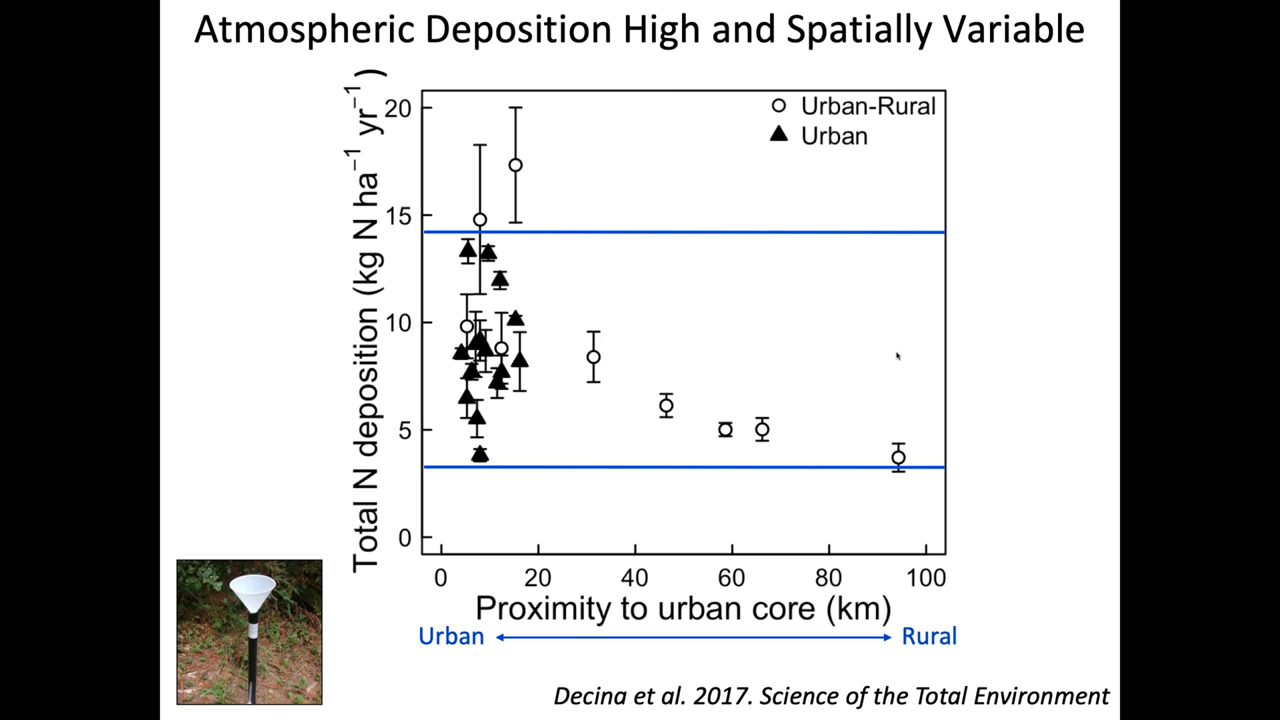 Atmospheric Deposition High and Spatially Variable
Total N deposition (kg N ha⁻¹ yr⁻¹)
20
15
10
5
0
Urban-Rural
Urban
0 20 40 60 80 100
Proximity to urban core (km)
Urban Rural
Decina et al. 2017. Science of the Total Environment